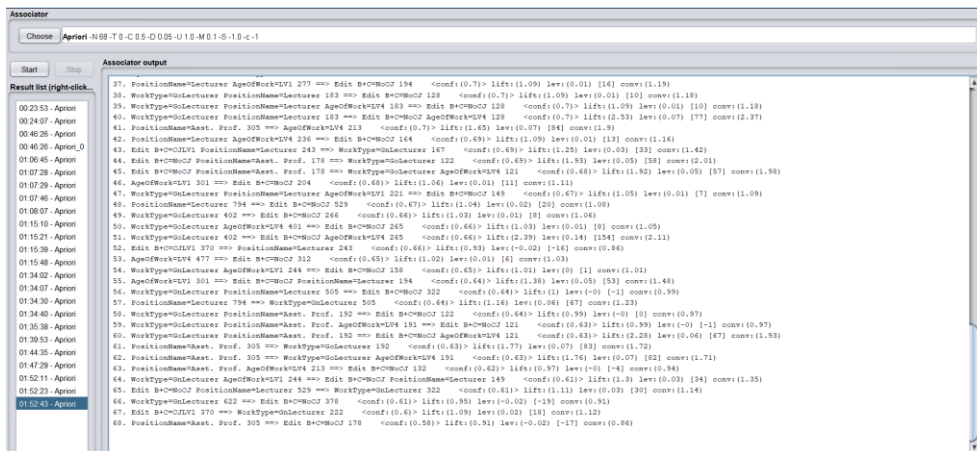 Associator
Choose Apriori -N 68 -T 0 -C 0.5 -D 0.05 -U 1.0 -M 0.1 -S -1.0 -c -1
Start Stop
Associator output
Result list (right-click...
00:23:53 - Apriori
00:24:07 - Apriori
00:46:26 - Apriori
00:46:26 - Apriori_0
01:06:45 - Apriori
01:07:28 - Apriori
01:07:29 - Apriori
01:07:46 - Apriori
01:08:07 - Apriori
01:15:10 - Apriori
01:15:21 - Apriori
01:15:39 - Apriori
01:15:48 - Apriori
01:34:02 - Apriori
01:34:07 - Apriori
01:34:30 - Apriori
01:34:40 - Apriori
01:35:38 - Apriori
01:39:53 - Apriori
01:44:35 - Apriori
01:47:29 - Apriori
01:52:11 - Apriori
01:52:23 - Apriori
01:52:43 - Apriori
37. PositionName=Lecturer AgeOfWork=LV1 277 ==> Edit B+C=NoCJ 194 <conf:(0.7)> lift:(1.09) lev:(0.01) [16] conv:(1.19)
38. WorkType=GoLecturer PositionName=Lecturer 183 ==> Edit B+C=NoCJ 128 <conf:(0.7)> lift:(1.09) lev:(0.01) [10] conv:(1.18)
39. WorkType=GoLecturer PositionName=Lecturer AgeOfWork=LV4 183 ==> Edit B+C=NoCJ 128 <conf:(0.7)> lift:(1.09) lev:(0.01) [10] conv:(1.18)
40. WorkType=GoLecturer PositionName=Lecturer 183 ==> Edit B+C=NoCJ AgeOfWork=LV4 128 <conf:(0.7)> lift:(2.53) lev:(0.07) [77] conv:(2.37)
41. PositionName=Asst. Prof. 305 ==> AgeOfWork=LV4 213 <conf:(0.7)> lift:(1.65) lev:(0.07) [84] conv:(1.9)
42. PositionName=Lecturer AgeOfWork=LV4 236 ==> Edit B+C=NoCJ 164 <conf:(0.69)> lift:(1.09) lev:(0.01) [13] conv:(1.16)
43. Edit B+C=CJLV1 PositionName=Lecturer 243 ==> WorkType=GnLecturer 167 <conf:(0.69)> lift:(1.25) lev:(0.03) [33] conv:(1.42)
44. Edit B+C=NoCJ PositionName=Asst. Prof. 178 ==> WorkType=GoLecturer 122 <conf:(0.69)> lift:(1.93) lev:(0.05) [58] conv:(2.01)
45. Edit B+C=NoCJ PositionName=Asst. Prof. 178 ==> WorkType=GoLecturer AgeOfWork=LV4 121 <conf:(0.68)> lift:(1.92) lev:(0.05) [57] conv:(1.98)
46. AgeOfWork=LV1 301 ==> Edit B+C=NoCJ 204 <conf:(0.68)> lift:(1.06) lev:(0.01) [11] conv:(1.11)
47. WorkType=GnLecturer PositionName=Lecturer AgeOfWork=LV1 221 ==> Edit B+C=NoCJ 149 <conf:(0.67)> lift:(1.05) lev:(0.01) [7] conv:(1.09)
48. PositionName=Lecturer 794 ==> Edit B+C=NoCJ 529 <conf:(0.67)> lift:(1.04) lev:(0.02) [20] conv:(1.08)
49. WorkType=GoLecturer 402 ==> Edit B+C=NoCJ 266 <conf:(0.66)> lift:(1.03) lev:(0.01) [8] conv:(1.06)
50. WorkType=GoLecturer AgeOfWork=LV4 401 ==> Edit B+C=NoCJ 265 <conf:(0.66)> lift:(1.03) lev:(0.01) [8] conv:(1.05)
51. WorkType=GoLecturer 402 ==> Edit B+C=NoCJ AgeOfWork=LV4 265 <conf:(0.66)> lift:(2.39) lev:(0.14) [154] conv:(2.11)
52. Edit B+C=CJLV1 370 ==> PositionName=Lecturer 243 <conf:(0.66)> lift:(0.93) lev:(-0.02) [-16] conv:(0.86)
53. AgeOfWork=LV4 477 ==> Edit B+C=NoCJ 312 <conf:(0.65)> lift:(1.02) lev:(0.01) [6] conv:(1.03)
54. WorkType=GnLecturer AgeOfWork=LV1 244 ==> Edit B+C=NoCJ 158 <conf:(0.65)> lift:(1.01) lev:(0) [1] conv:(1.01)
55. AgeOfWork=LV1 301 ==> Edit B+C=NoCJ PositionName=Lecturer 194 <conf:(0.64)> lift:(1.38) lev:(0.05) [53] conv:(1.48)
56. WorkType=GnLecturer PositionName=Lecturer 505 ==> Edit B+C=NoCJ 322 <conf:(0.64)> lift:(1) lev:(-0) [-1] conv:(0.99)
57. PositionName=Lecturer 794 ==> WorkType=GnLecturer 505 <conf:(0.64)> lift:(1.16) lev:(0.06) [67] conv:(1.23)
58. WorkType=GoLecturer PositionName=Asst. Prof. 192 ==> Edit B+C=NoCJ 122 <conf:(0.64)> lift:(0.99) lev:(-0) [0] conv:(0.97)
59. WorkType=GoLecturer PositionName=Asst. Prof. AgeOfWork=LV4 191 ==> Edit B+C=NoCJ 121 <conf:(0.63)> lift:(0.99) lev:(-0) [-1] conv:(0.97)
60. WorkType=GoLecturer PositionName=Asst. Prof. 192 ==> Edit B+C=NoCJ AgeOfWork=LV4 121 <conf:(0.63)> lift:(2.28) lev:(0.06) [67] conv:(1.93)
61. PositionName=Asst. Prof. 305 ==> WorkType=GoLecturer 192 <conf:(0.63)> lift:(1.77) lev:(0.07) [83] conv:(1.72)
62. PositionName=Asst. Prof. 305 ==> WorkType=GoLecturer AgeOfWork=LV4 191 <conf:(0.63)> lift:(1.76) lev:(0.07) [82] conv:(1.71)
63. PositionName=Asst. Prof. AgeOfWork=LV4 213 ==> Edit B+C=NoCJ 132 <conf:(0.62)> lift:(0.97) lev:(-0) [-4] conv:(0.94)
64. WorkType=GnLecturer AgeOfWork=LV1 244 ==> Edit B+C=NoCJ PositionName=Lecturer 149 <conf:(0.61)> lift:(1.3) lev:(0.03) [34] conv:(1.35)
65. Edit B+C=NoCJ PositionName=Lecturer 529 ==> WorkType=GnLecturer 322 <conf:(0.61)> lift:(1.11) lev:(0.03) [30] conv:(1.14)
66. WorkType=GnLecturer 622 ==> Edit B+C=NoCJ 378 <conf:(0.61)> lift:(0.95) lev:(-0.02) [-19] conv:(0.91)
67. Edit B+C=CJLV1 370 ==> WorkType=GnLecturer 222 <conf:(0.6)> lift:(1.09) lev:(0.02) [18] conv:(1.12)
68. PositionName=Asst. Prof. 305 ==> Edit B+C=NoCJ 178 <conf:(0.58)> lift:(0.91) lev:(-0.02) [-17] conv:(0.86)